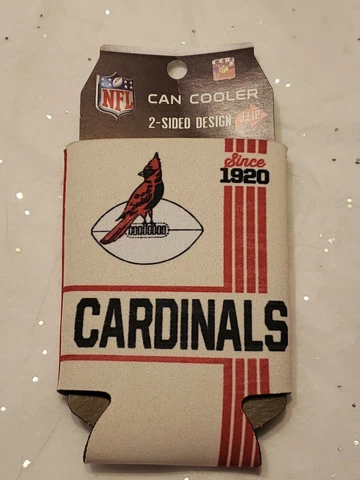 NFL
CAN COOLER
2-SIDED DESIGN
Since
1920
CARDINALS